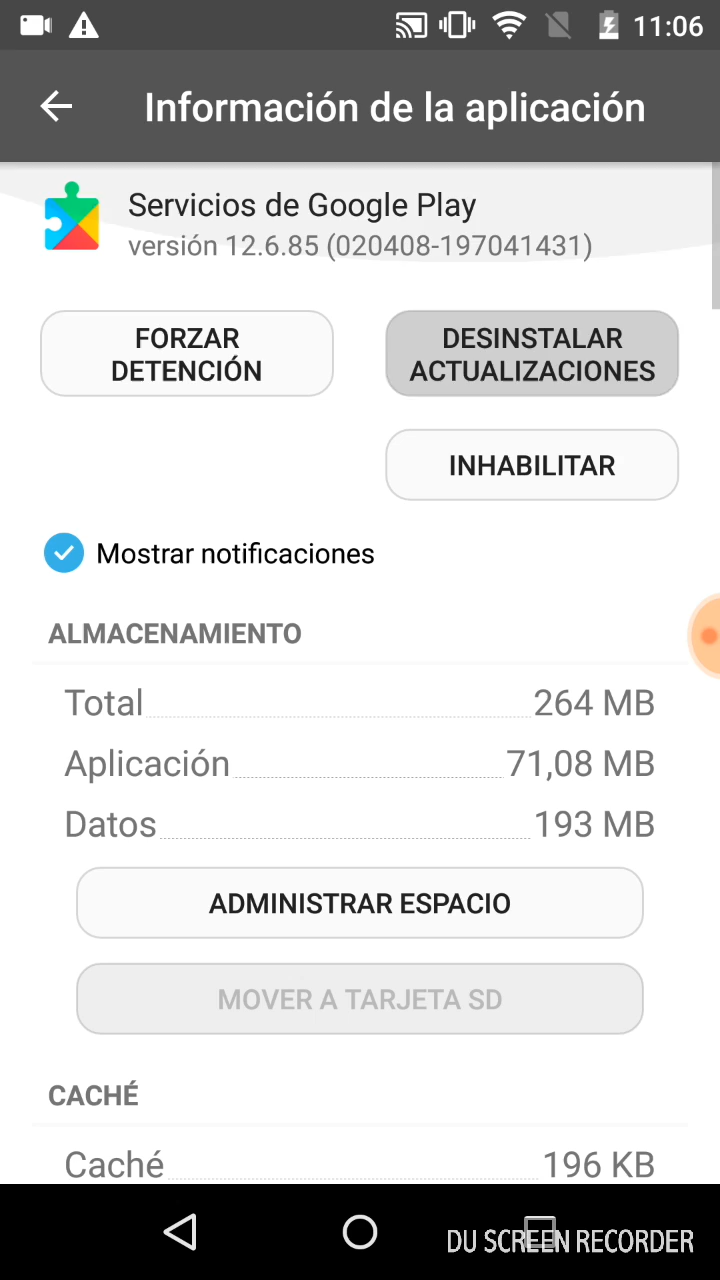 11:06
Información de la aplicación
Servicios de Google Play
versión 12.6.85 (020408-197041431)
FORZAR
DETENCIÓN
DESINSTALAR
ACTUALIZACIONES
INHABILITAR
Mostrar notificaciones
ALMACENAMIENTO
Total 264 MB
Aplicación 71,08 MB
Datos 193 MB
ADMINISTRAR ESPACIO
MOVER A TARJETA SD
CACHÉ
Caché 196 KB
DU SCREEN RECORDER